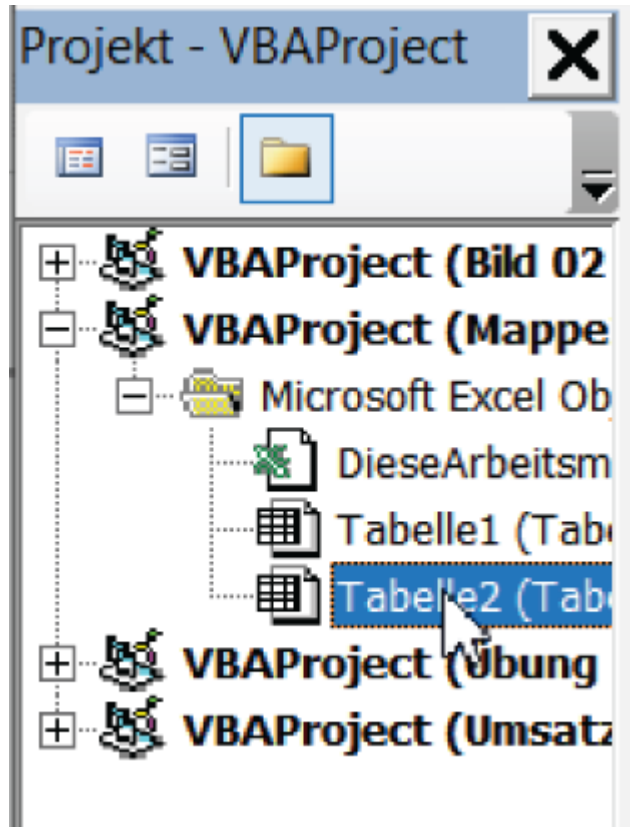 Projekt - VBAProject
VBAProject (Bild 02
VBAProject (Mappe
Microsoft Excel Ob
DieseArbeitsm
Tabelle1 (Tabe
Tabelle2 (Tabe
VBAProject (Übung
VBAProject (Umsatz